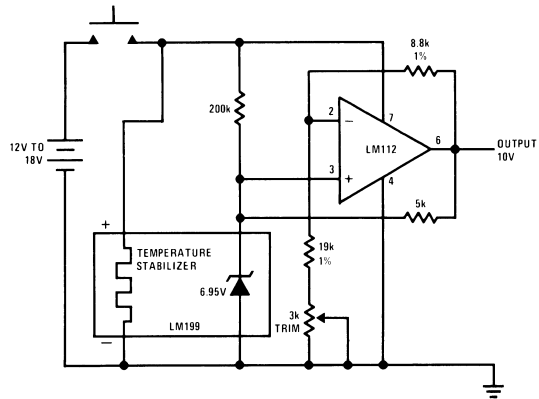 8.8k
1%
200k
2
7
LM112
6
OUTPUT
10V
12V TO
18V
3
4
5k
+
TEMPERATURE
STABILIZER
19k
1%
6.95V
3k
TRIM
LM199
−